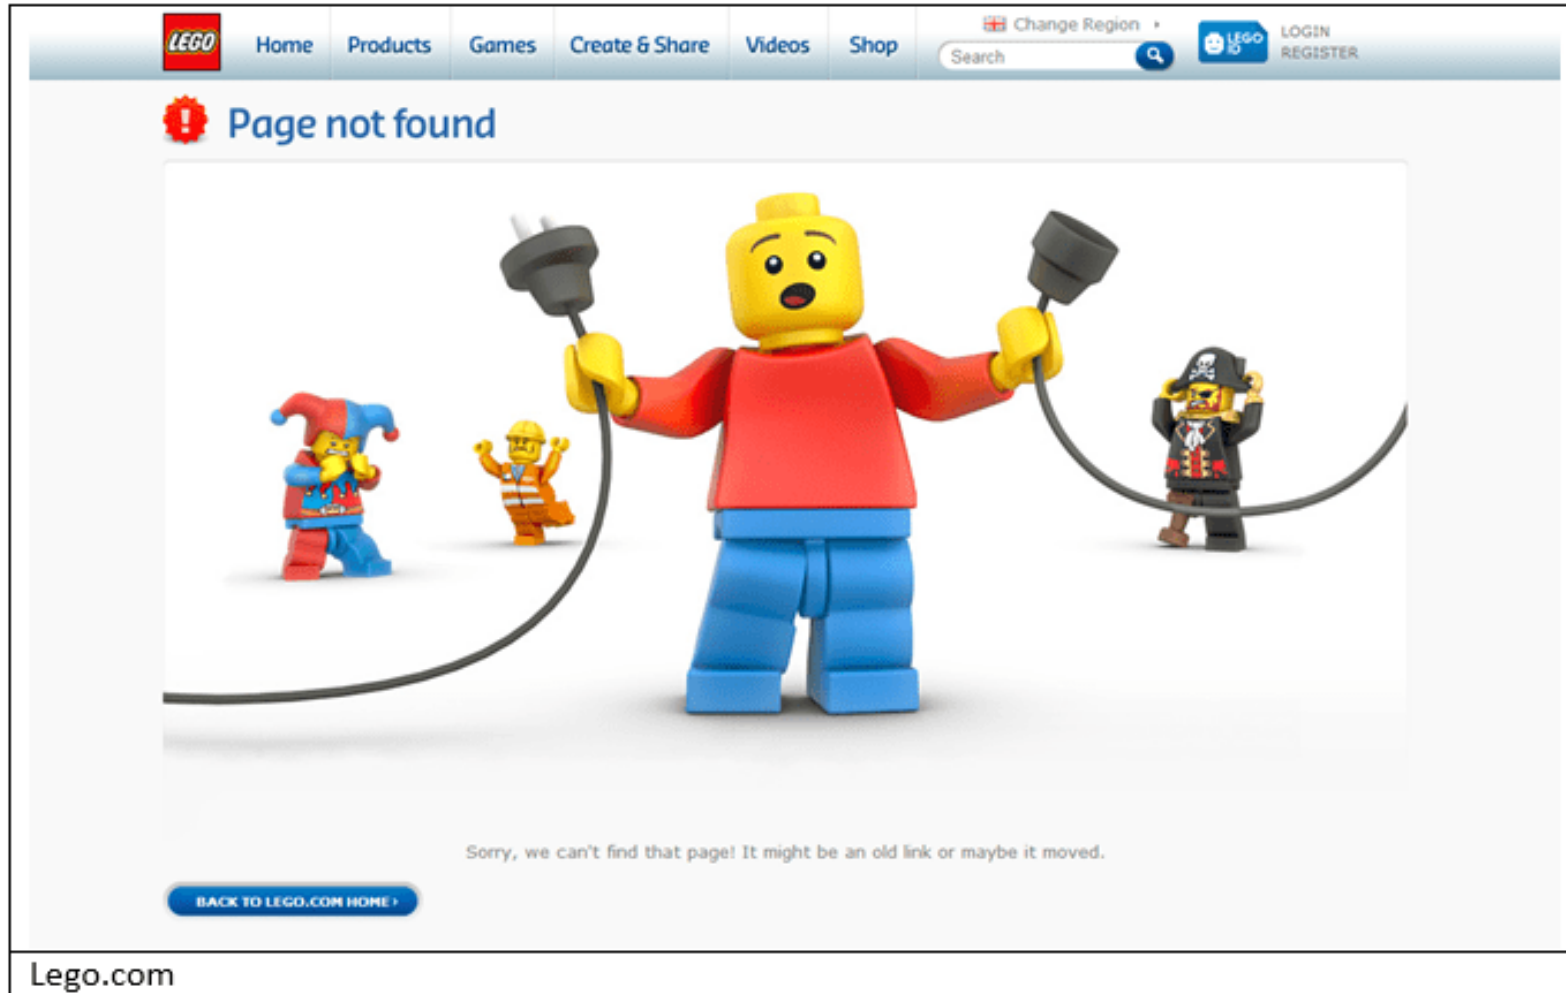 LEGO
Home Products Games Create & Share Videos Shop
Change Region
Search
LEGO ID
LOGIN
REGISTER
! Page not found
Sorry, we can't find that page! It might be an old link or maybe it moved.
BACK TO LEGO.COM HOME ›
Lego.com